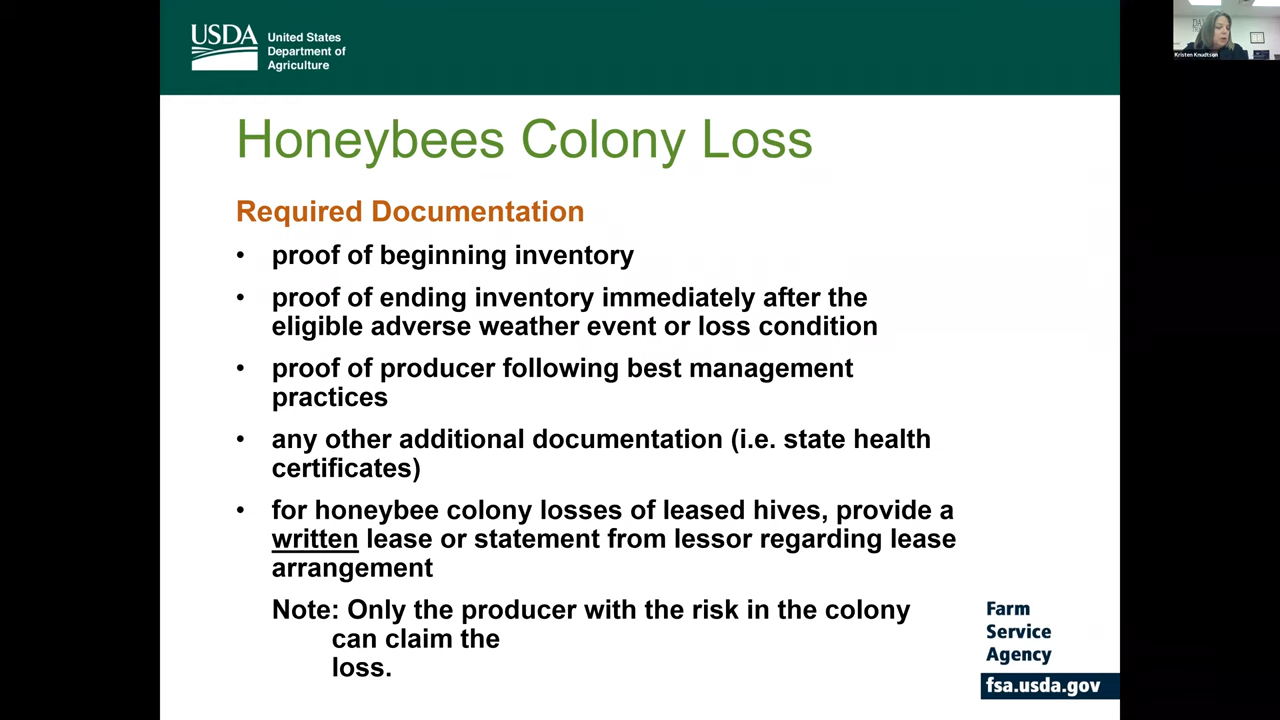 USDA
United States
Department of
Agriculture
Kristen Knudtson
Honeybees Colony Loss
Required Documentation
• proof of beginning inventory
• proof of ending inventory immediately after the
eligible adverse weather event or loss condition
• proof of producer following best management
practices
• any other additional documentation (i.e. state health
certificates)
• for honeybee colony losses of leased hives, provide a
written lease or statement from lessor regarding lease
arrangement
Note: Only the producer with the risk in the colony
can claim the
loss.
Farm
Service
Agency
fsa.usda.gov